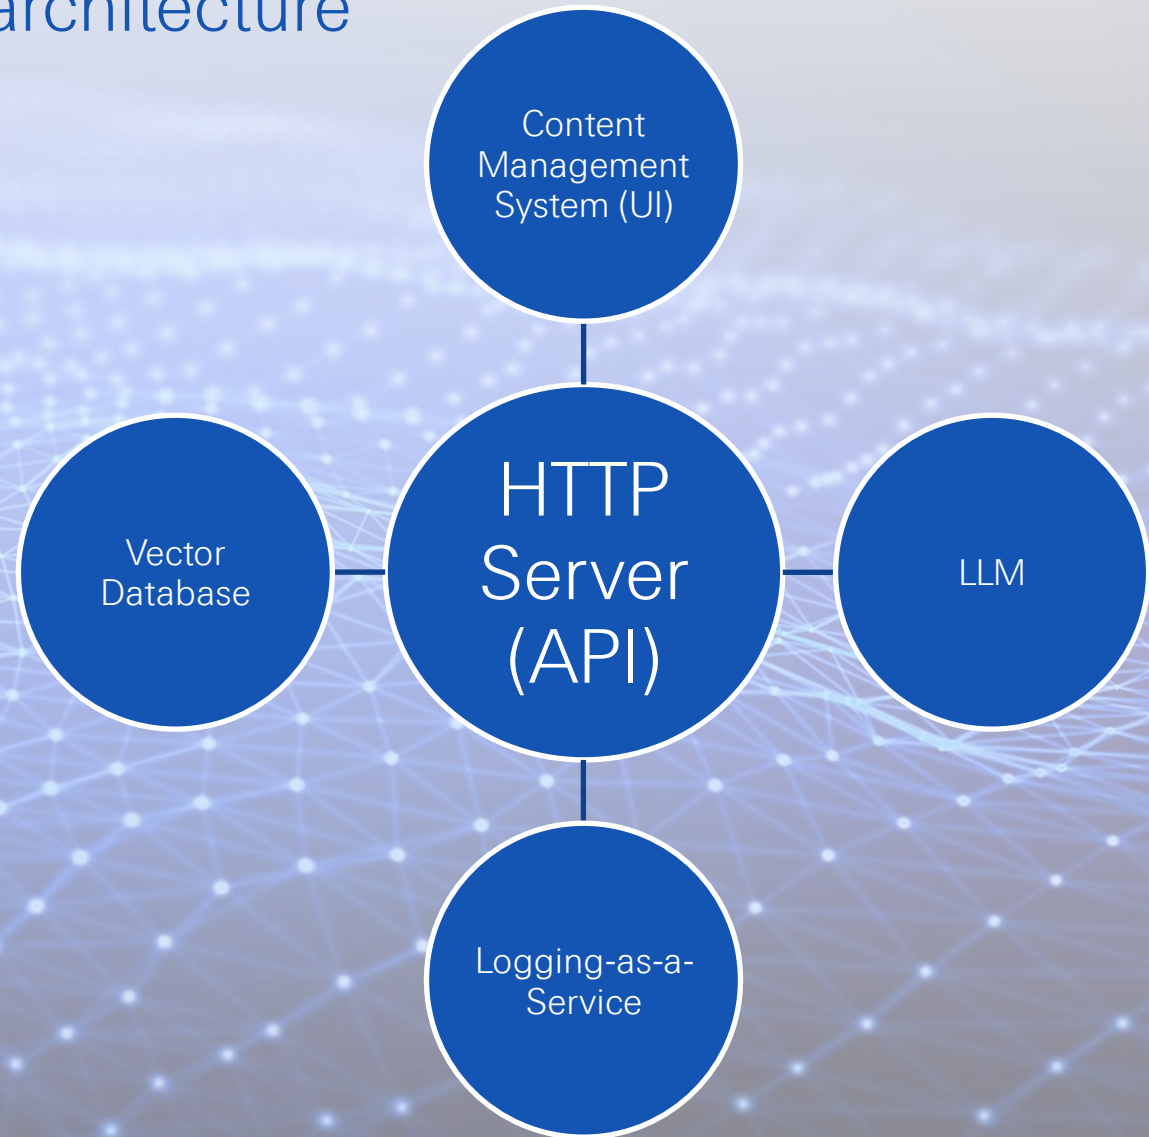 architecture
Content
Management
System (UI)
HTTP
Server
(API)
Vector
Database
LLM
Logging-as-a-
Service